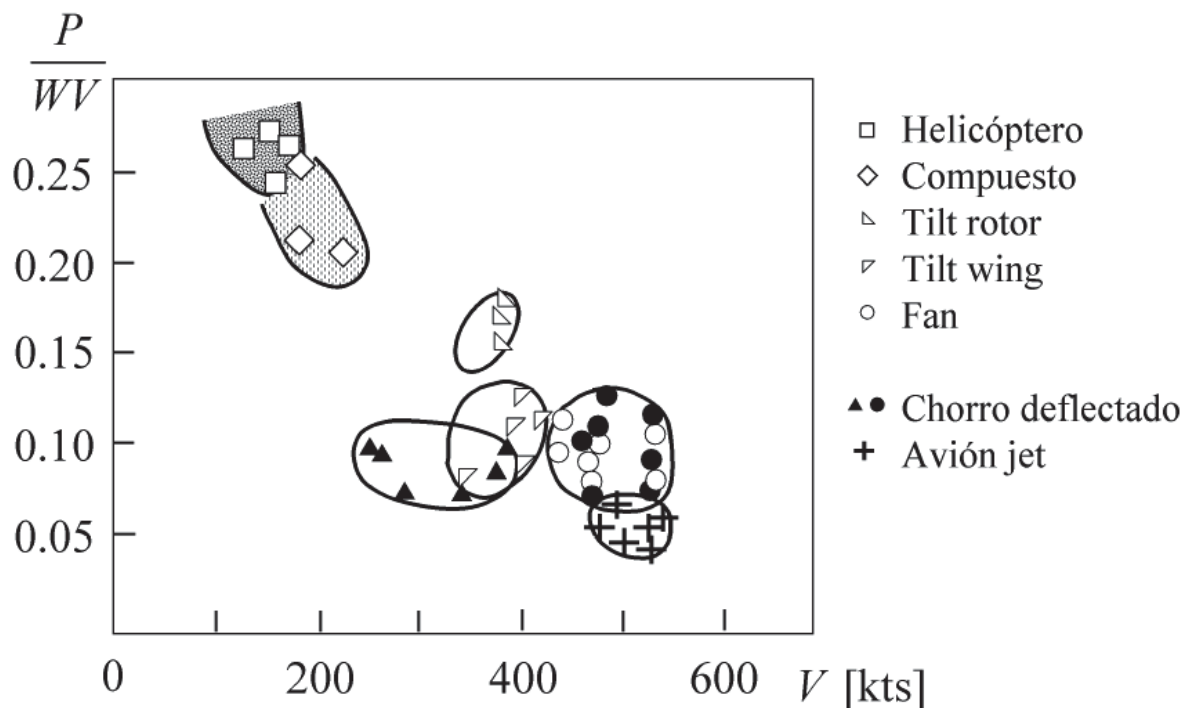 P
WV
0.25
0.20
0.15
0.10
0.05
0
200
400
600
V [kts]
Helicóptero
Compuesto
Tilt rotor
Tilt wing
Fan
Chorro deflectado
Avión jet